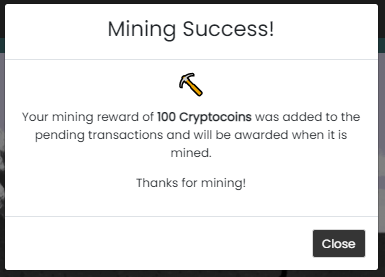 Mining Success!
Your mining reward of 100 Cryptocoins was added to the
pending transactions and will be awarded when it is
mined.
Thanks for mining!
Close